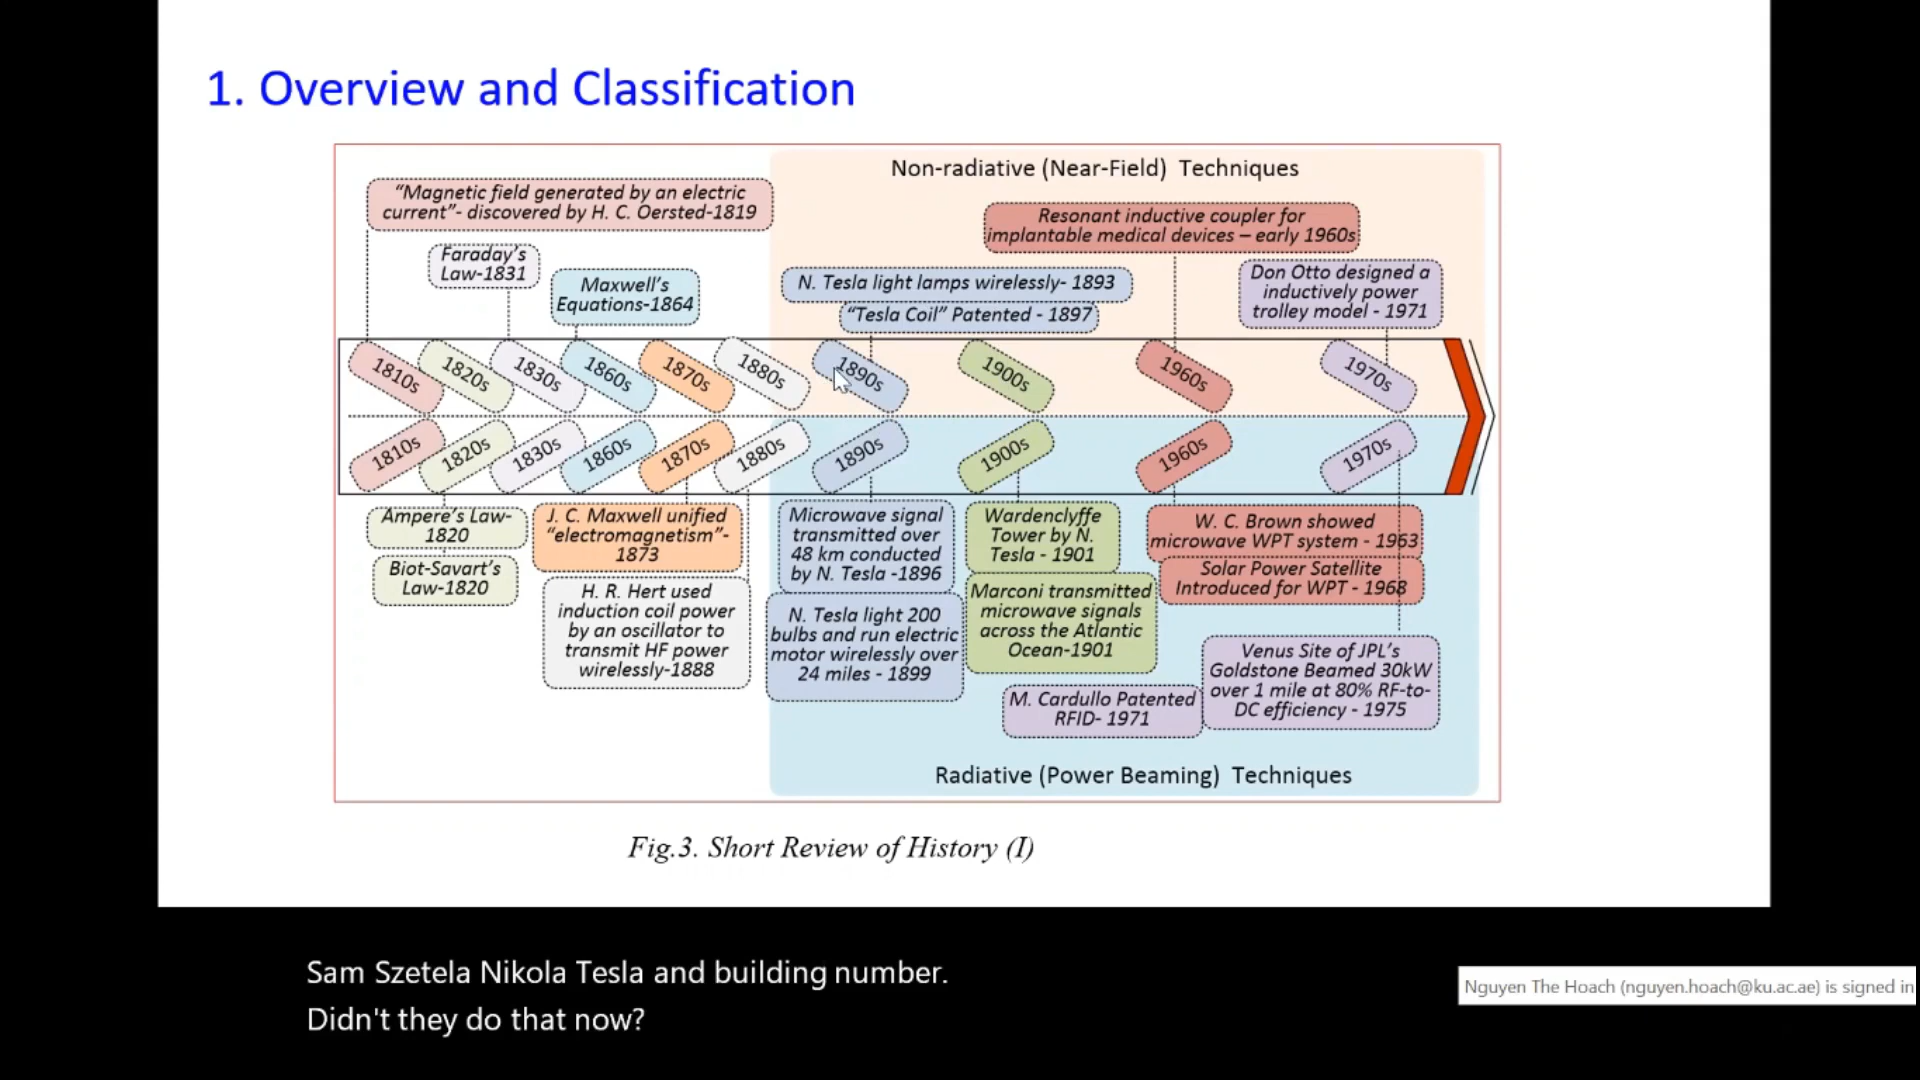 1. Overview and Classification
Non-radiative (Near-Field) Techniques
“Magnetic field generated by an electric
current”- discovered by H. C. Oersted-1819
Resonant inductive coupler for
implantable medical devices – early 1960s
Faraday’s
Law-1831
Maxwell’s
Equations-1864
N. Tesla light lamps wirelessly- 1893
“Tesla Coil” Patented - 1897
Don Otto designed a
inductively power
trolley model - 1971
1810s
1820s
1830s
1860s
1870s
1880s
1890s
1900s
1960s
1970s
1810s
1820s
1830s
1860s
1870s
1880s
1890s
1900s
1960s
1970s
Ampere’s Law-
1820
Biot-Savart’s
Law-1820
J. C. Maxwell unified
“electromagnetism”-
1873
H. R. Hert used
induction coil power
by an oscillator to
transmit HF power
wirelessly-1888
Microwave signal
transmitted over
48 km conducted
by N. Tesla -1896
N. Tesla light 200
bulbs and run electric
motor wirelessly over
24 miles - 1899
Wardenclyffe
Tower by N.
Tesla - 1901
Marconi transmitted
microwave signals
across the Atlantic
Ocean-1901
M. Cardullo Patented
RFID- 1971
W. C. Brown showed
microwave WPT system - 1963
Solar Power Satellite
Introduced for WPT - 1968
Venus Site of JPL’s
Goldstone Beamed 30kW
over 1 mile at 80% RF-to-
DC efficiency - 1975
Radiative (Power Beaming) Techniques
Fig.3. Short Review of History (I)
Sam Szetela Nikola Tesla and building number.
Didn't they do that now?
Nguyen The Hoach (nguyen.hoach@ku.ac.ae) is signed in